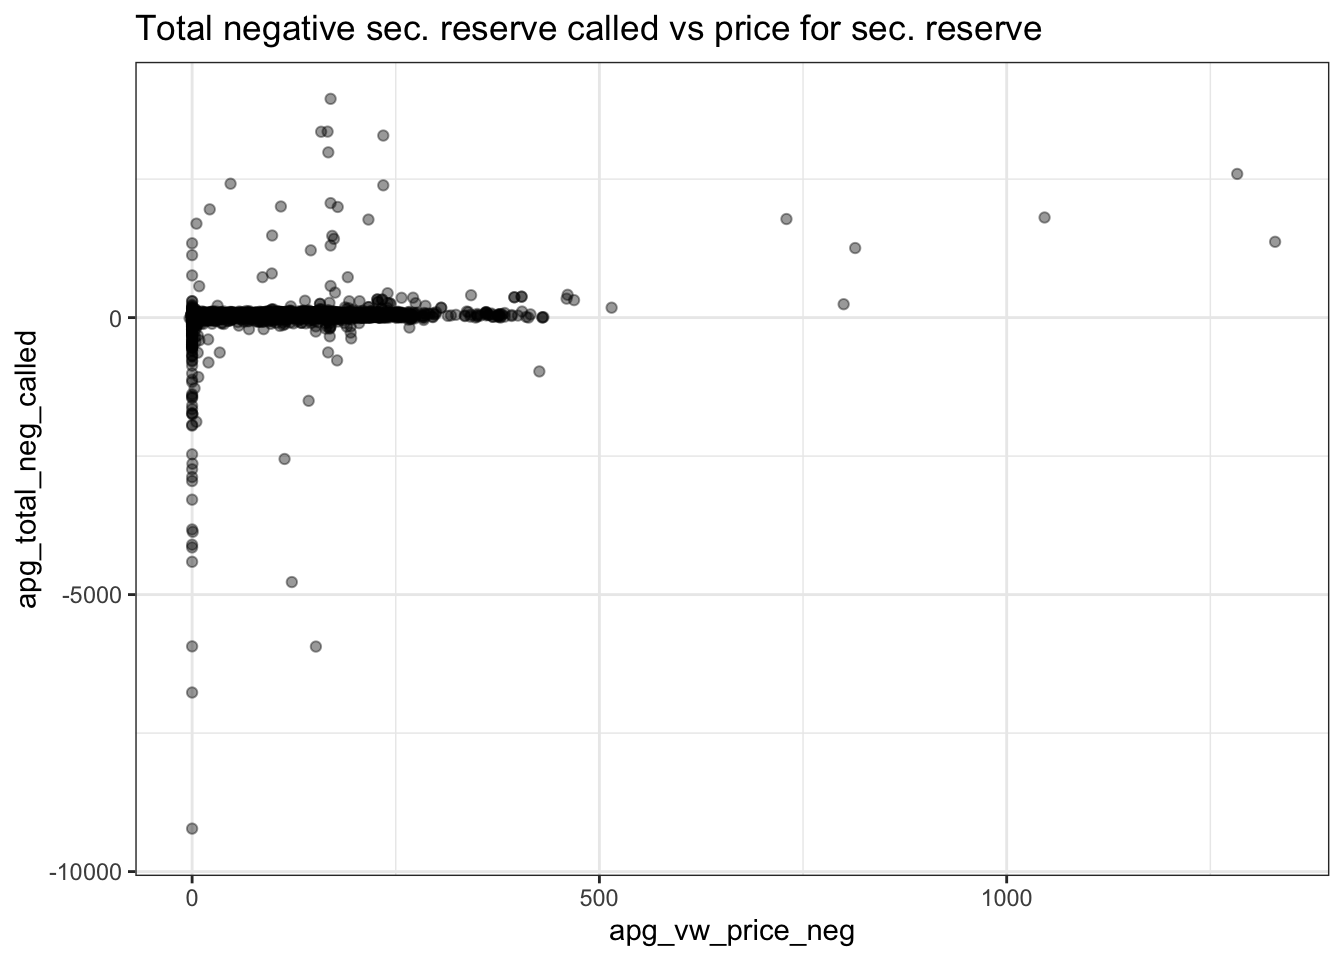 Total negative sec. reserve called vs price for sec. reserve
apg_total_neg_called
0
-5000
-10000
0 500 1000
apg_vw_price_neg